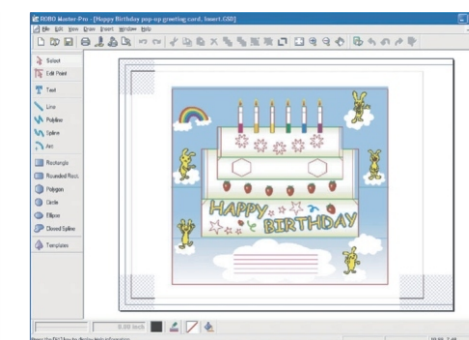 ROBO Master-Pro - [Happy Birthday pop-up greeting card, heart.GSD]
File Edit View Draw Insert Window Help
Select
Edit Point
Text
Line
Polyline
Spline
Arc
Rectangle
Rounded Rect.
Polygon
Circle
Ellipse
Closed Spline
Templates
HAPPY
BIRTHDAY
0.00 inch